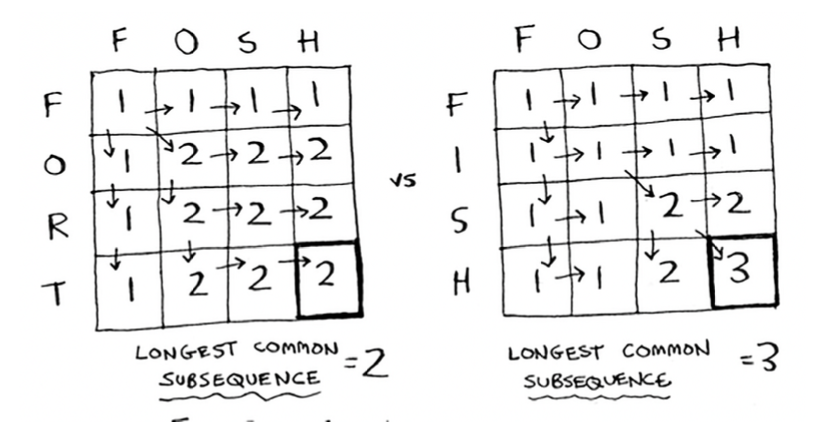 F O S H
F 1 1 1 1
O 1 2 2 2
R 1 2 2 2
T 1 2 2 2
LONGEST COMMON
SUBSEQUENCE =2
vs
F O S H
F 1 1 1 1
I 1 1 1 1
S 1 1 2 2
H 1 1 2 3
LONGEST COMMON
SUBSEQUENCE =3